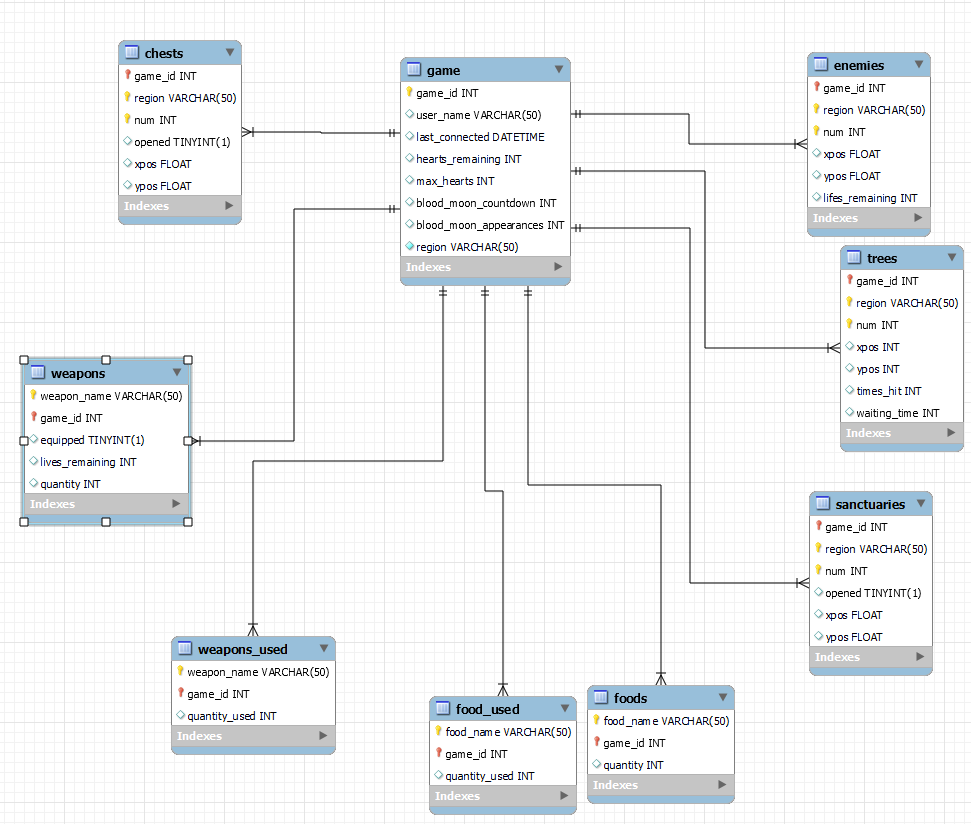 chests
game_id INT
region VARCHAR(50)
num INT
opened TINYINT(1)
xpos FLOAT
ypos FLOAT
Indexes
game
game_id INT
user_name VARCHAR(50)
last_connected DATETIME
hearts_remaining INT
max_hearts INT
blood_moon_countdown INT
blood_moon_appearances INT
region VARCHAR(50)
Indexes
enemies
game_id INT
region VARCHAR(50)
num INT
xpos FLOAT
ypos FLOAT
lifes_remaining INT
Indexes
trees
game_id INT
region VARCHAR(50)
num INT
xpos INT
ypos INT
times_hit INT
waiting_time INT
Indexes
weapons
weapon_name VARCHAR(50)
game_id INT
equipped TINYINT(1)
lives_remaining INT
quantity INT
Indexes
sanctuaries
game_id INT
region VARCHAR(50)
num INT
opened TINYINT(1)
xpos FLOAT
ypos FLOAT
Indexes
weapons_used
weapon_name VARCHAR(50)
game_id INT
quantity_used INT
Indexes
food_used
food_name VARCHAR(50)
game_id INT
quantity_used INT
Indexes
foods
food_name VARCHAR(50)
game_id INT
quantity INT
Indexes